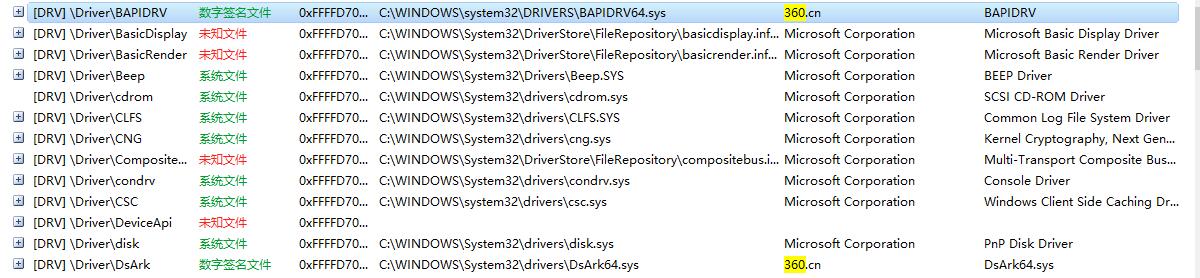 [DRV] \Driver\BAPIDRV 数字签名文件 0xFFFFD70... C:\WINDOWS\system32\DRIVERS\BAPIDRV64.sys 360.cn BAPIDRV
[DRV] \Driver\BasicDisplay 未知文件 0xFFFFD70... C:\WINDOWS\System32\DriverStore\FileRepository\basicdisplay.inf... Microsoft Corporation Microsoft Basic Display Driver
[DRV] \Driver\BasicRender 未知文件 0xFFFFD70... C:\WINDOWS\System32\DriverStore\FileRepository\basicrender.inf... Microsoft Corporation Microsoft Basic Render Driver
[DRV] \Driver\Beep 系统文件 0xFFFFD70... C:\WINDOWS\System32\Drivers\Beep.SYS Microsoft Corporation BEEP Driver
[DRV] \Driver\cdrom 系统文件 0xFFFFD70... C:\WINDOWS\System32\drivers\cdrom.sys Microsoft Corporation SCSI CD-ROM Driver
[DRV] \Driver\CLFS 系统文件 0xFFFFD70... C:\WINDOWS\System32\drivers\CLFS.SYS Microsoft Corporation Common Log File System Driver
[DRV] \Driver\CNG 系统文件 0xFFFFD70... C:\WINDOWS\System32\drivers\cng.sys Microsoft Corporation Kernel Cryptography, Next Gen...
[DRV] \Driver\Composite... 未知文件 0xFFFFD70... C:\WINDOWS\System32\DriverStore\FileRepository\compositebus.i... Microsoft Corporation Multi-Transport Composite Bus...
[DRV] \Driver\condrv 系统文件 0xFFFFD70... C:\WINDOWS\System32\drivers\condrv.sys Microsoft Corporation Console Driver
[DRV] \Driver\CSC 系统文件 0xFFFFD70... C:\WINDOWS\system32\drivers\csc.sys Microsoft Corporation Windows Client Side Caching Dr...
[DRV] \Driver\DeviceApi 未知文件 0xFFFFD70...
[DRV] \Driver\disk 系统文件 0xFFFFD70... C:\WINDOWS\System32\drivers\disk.sys Microsoft Corporation PnP Disk Driver
[DRV] \Driver\DsArk 数字签名文件 0xFFFFD70... C:\WINDOWS\System32\drivers\DsArk64.sys 360.cn DsArk64.sys